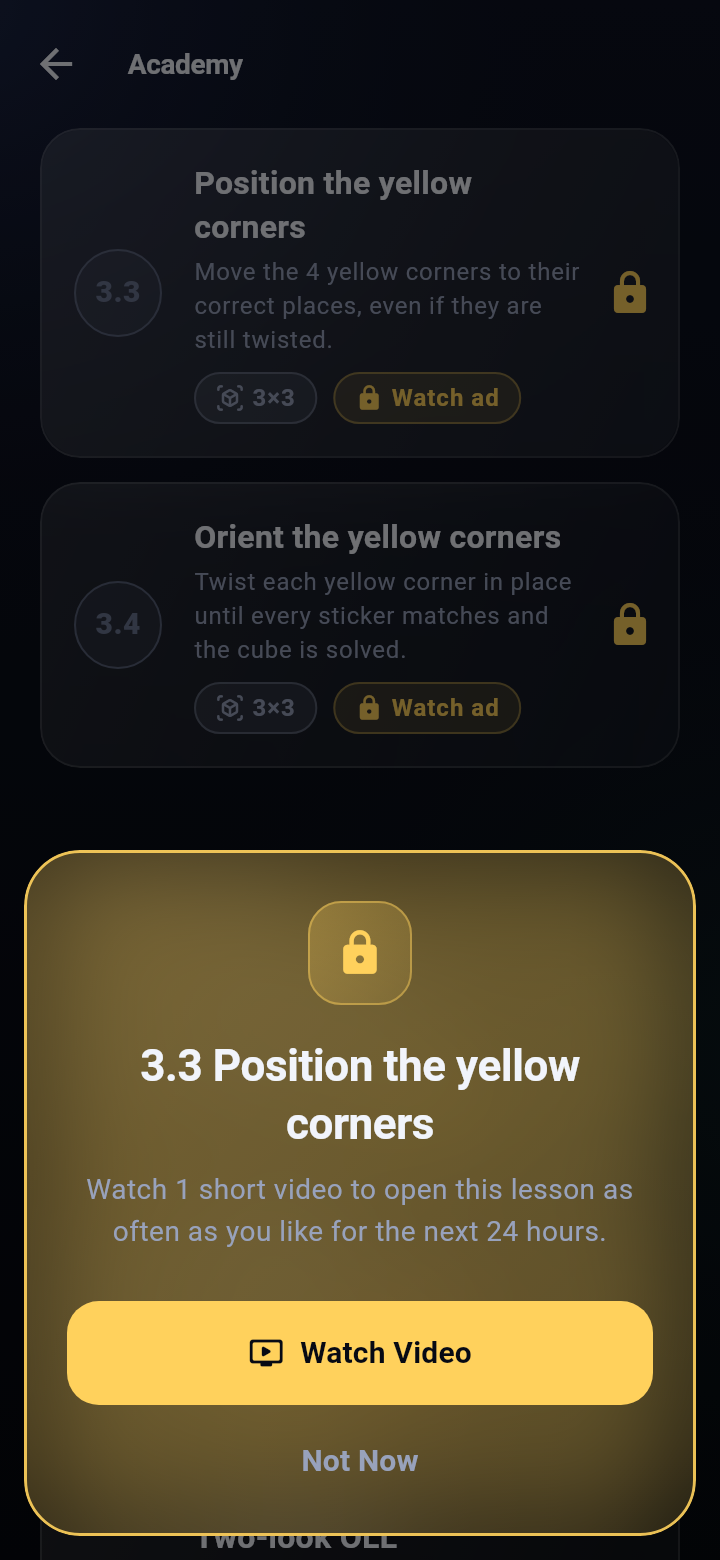 Academy
Position the yellow
corners
3.3
Move the 4 yellow corners to their
correct places, even if they are
still twisted.
3×3
Watch ad
Orient the yellow corners
3.4
Twist each yellow corner in place
until every sticker matches and
the cube is solved.
3×3
Watch ad
3.3 Position the yellow
corners
Watch 1 short video to open this lesson as
often as you like for the next 24 hours.
Watch Video
Not Now
Two-look OLL